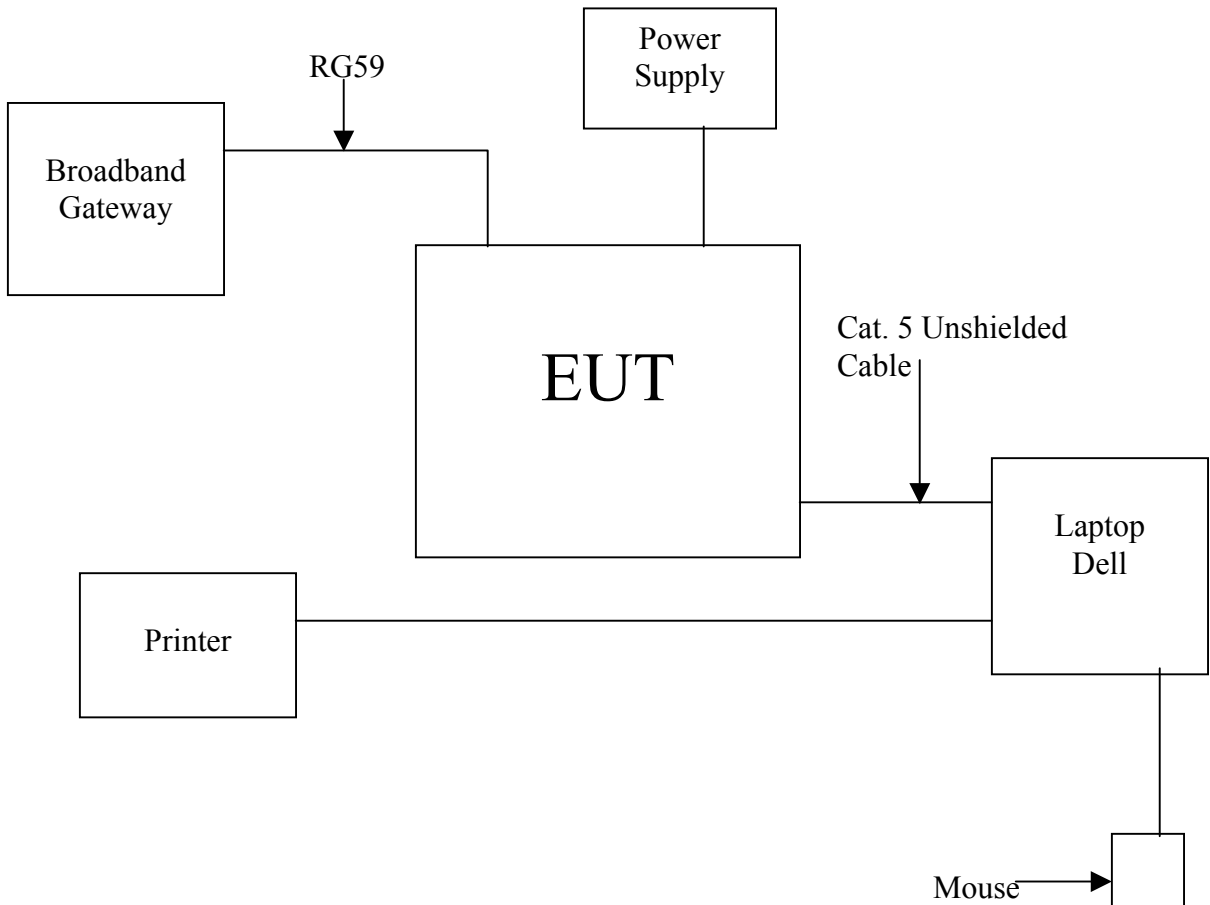 Power
Supply
RG59
Broadband
Gateway
EUT
Cat. 5 Unshielded
Cable
Laptop
Dell
Printer
Mouse